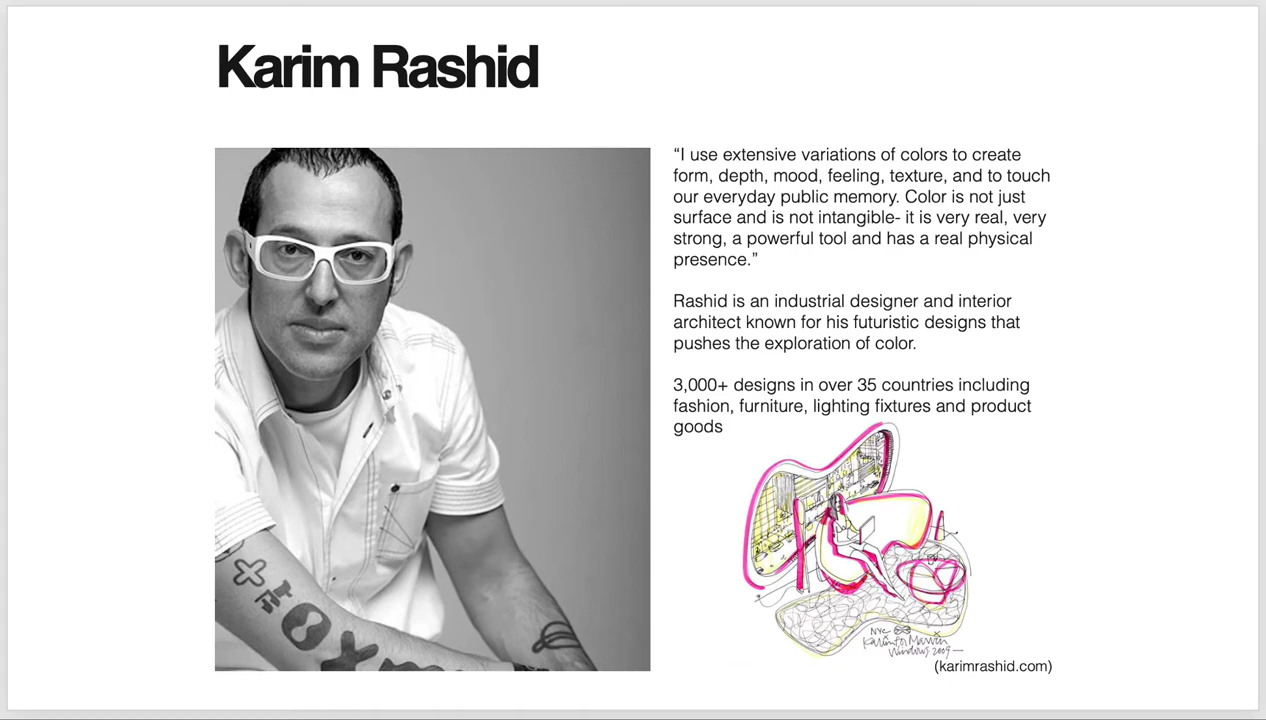 Karim Rashid
“I use extensive variations of colors to create
form, depth, mood, feeling, texture, and to touch
our everyday public memory. Color is not just
surface and is not intangible- it is very real, very
strong, a powerful tool and has a real physical
presence.”
Rashid is an industrial designer and interior
architect known for his futuristic designs that
pushes the exploration of color.
3,000+ designs in over 35 countries including
fashion, furniture, lighting fixtures and product
goods
NYC
Windows 2009
(karimrashid.com)